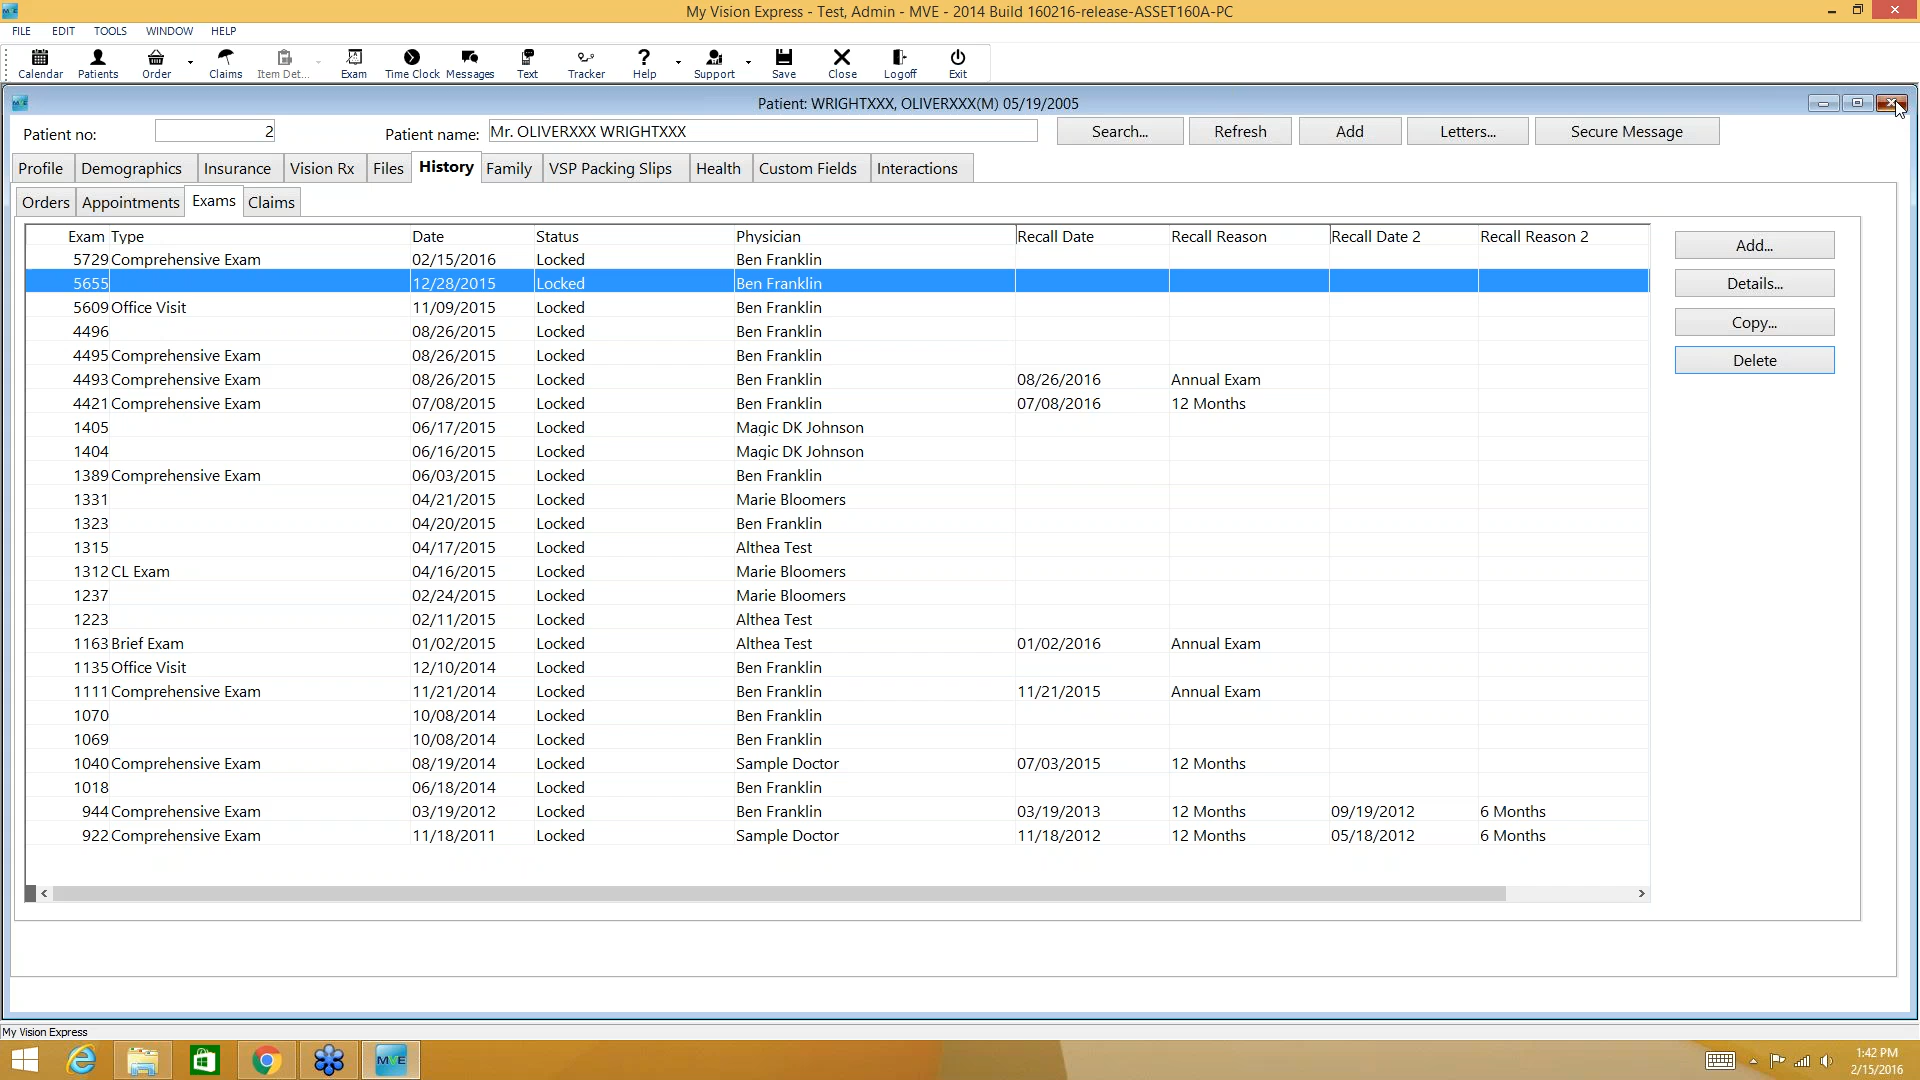 My Vision Express - Test, Admin - MVE - 2014 Build 160216-release-ASSET160A-PC
FILE EDIT TOOLS WINDOW HELP
Calendar Patients Order Claims Item Det... Exam Time Clock Messages Text Tracker Help Support Save Close Logoff Exit
Patient: WRIGHTXXX, OLIVERXXX(M) 05/19/2005
Patient no: 2 Patient name: Mr. OLIVERXXX WRIGHTXXX Search... Refresh Add Letters... Secure Message
Profile Demographics Insurance Vision Rx Files History Family VSP Packing Slips Health Custom Fields Interactions
Orders Appointments Exams Claims
Exam Type Date Status Physician Recall Date Recall Reason Recall Date 2 Recall Reason 2
5729 Comprehensive Exam 02/15/2016 Locked Ben Franklin
5655 12/28/2015 Locked Ben Franklin
5609 Office Visit 11/09/2015 Locked Ben Franklin
4496 08/26/2015 Locked Ben Franklin
4495 Comprehensive Exam 08/26/2015 Locked Ben Franklin
4493 Comprehensive Exam 08/26/2015 Locked Ben Franklin 08/26/2016 Annual Exam
4421 Comprehensive Exam 07/08/2015 Locked Ben Franklin 07/08/2016 12 Months
1405 06/17/2015 Locked Magic DK Johnson
1404 06/16/2015 Locked Magic DK Johnson
1389 Comprehensive Exam 06/03/2015 Locked Ben Franklin
1331 04/21/2015 Locked Marie Bloomers
1323 04/20/2015 Locked Ben Franklin
1315 04/17/2015 Locked Althea Test
1312 CL Exam 04/16/2015 Locked Marie Bloomers
1237 02/24/2015 Locked Marie Bloomers
1223 02/11/2015 Locked Althea Test
1163 Brief Exam 01/02/2015 Locked Althea Test 01/02/2016 Annual Exam
1135 Office Visit 12/10/2014 Locked Ben Franklin
1111 Comprehensive Exam 11/21/2014 Locked Ben Franklin 11/21/2015 Annual Exam
1070 10/08/2014 Locked Ben Franklin
1069 10/08/2014 Locked Ben Franklin
1040 Comprehensive Exam 08/19/2014 Locked Sample Doctor 07/03/2015 12 Months
1018 06/18/2014 Locked Ben Franklin
944 Comprehensive Exam 03/19/2012 Locked Ben Franklin 03/19/2013 12 Months 09/19/2012 6 Months
922 Comprehensive Exam 11/18/2011 Locked Sample Doctor 11/18/2012 12 Months 05/18/2012 6 Months
Add...
Details...
Copy...
Delete
My Vision Express
MVE
1:42 PM
2/15/2016